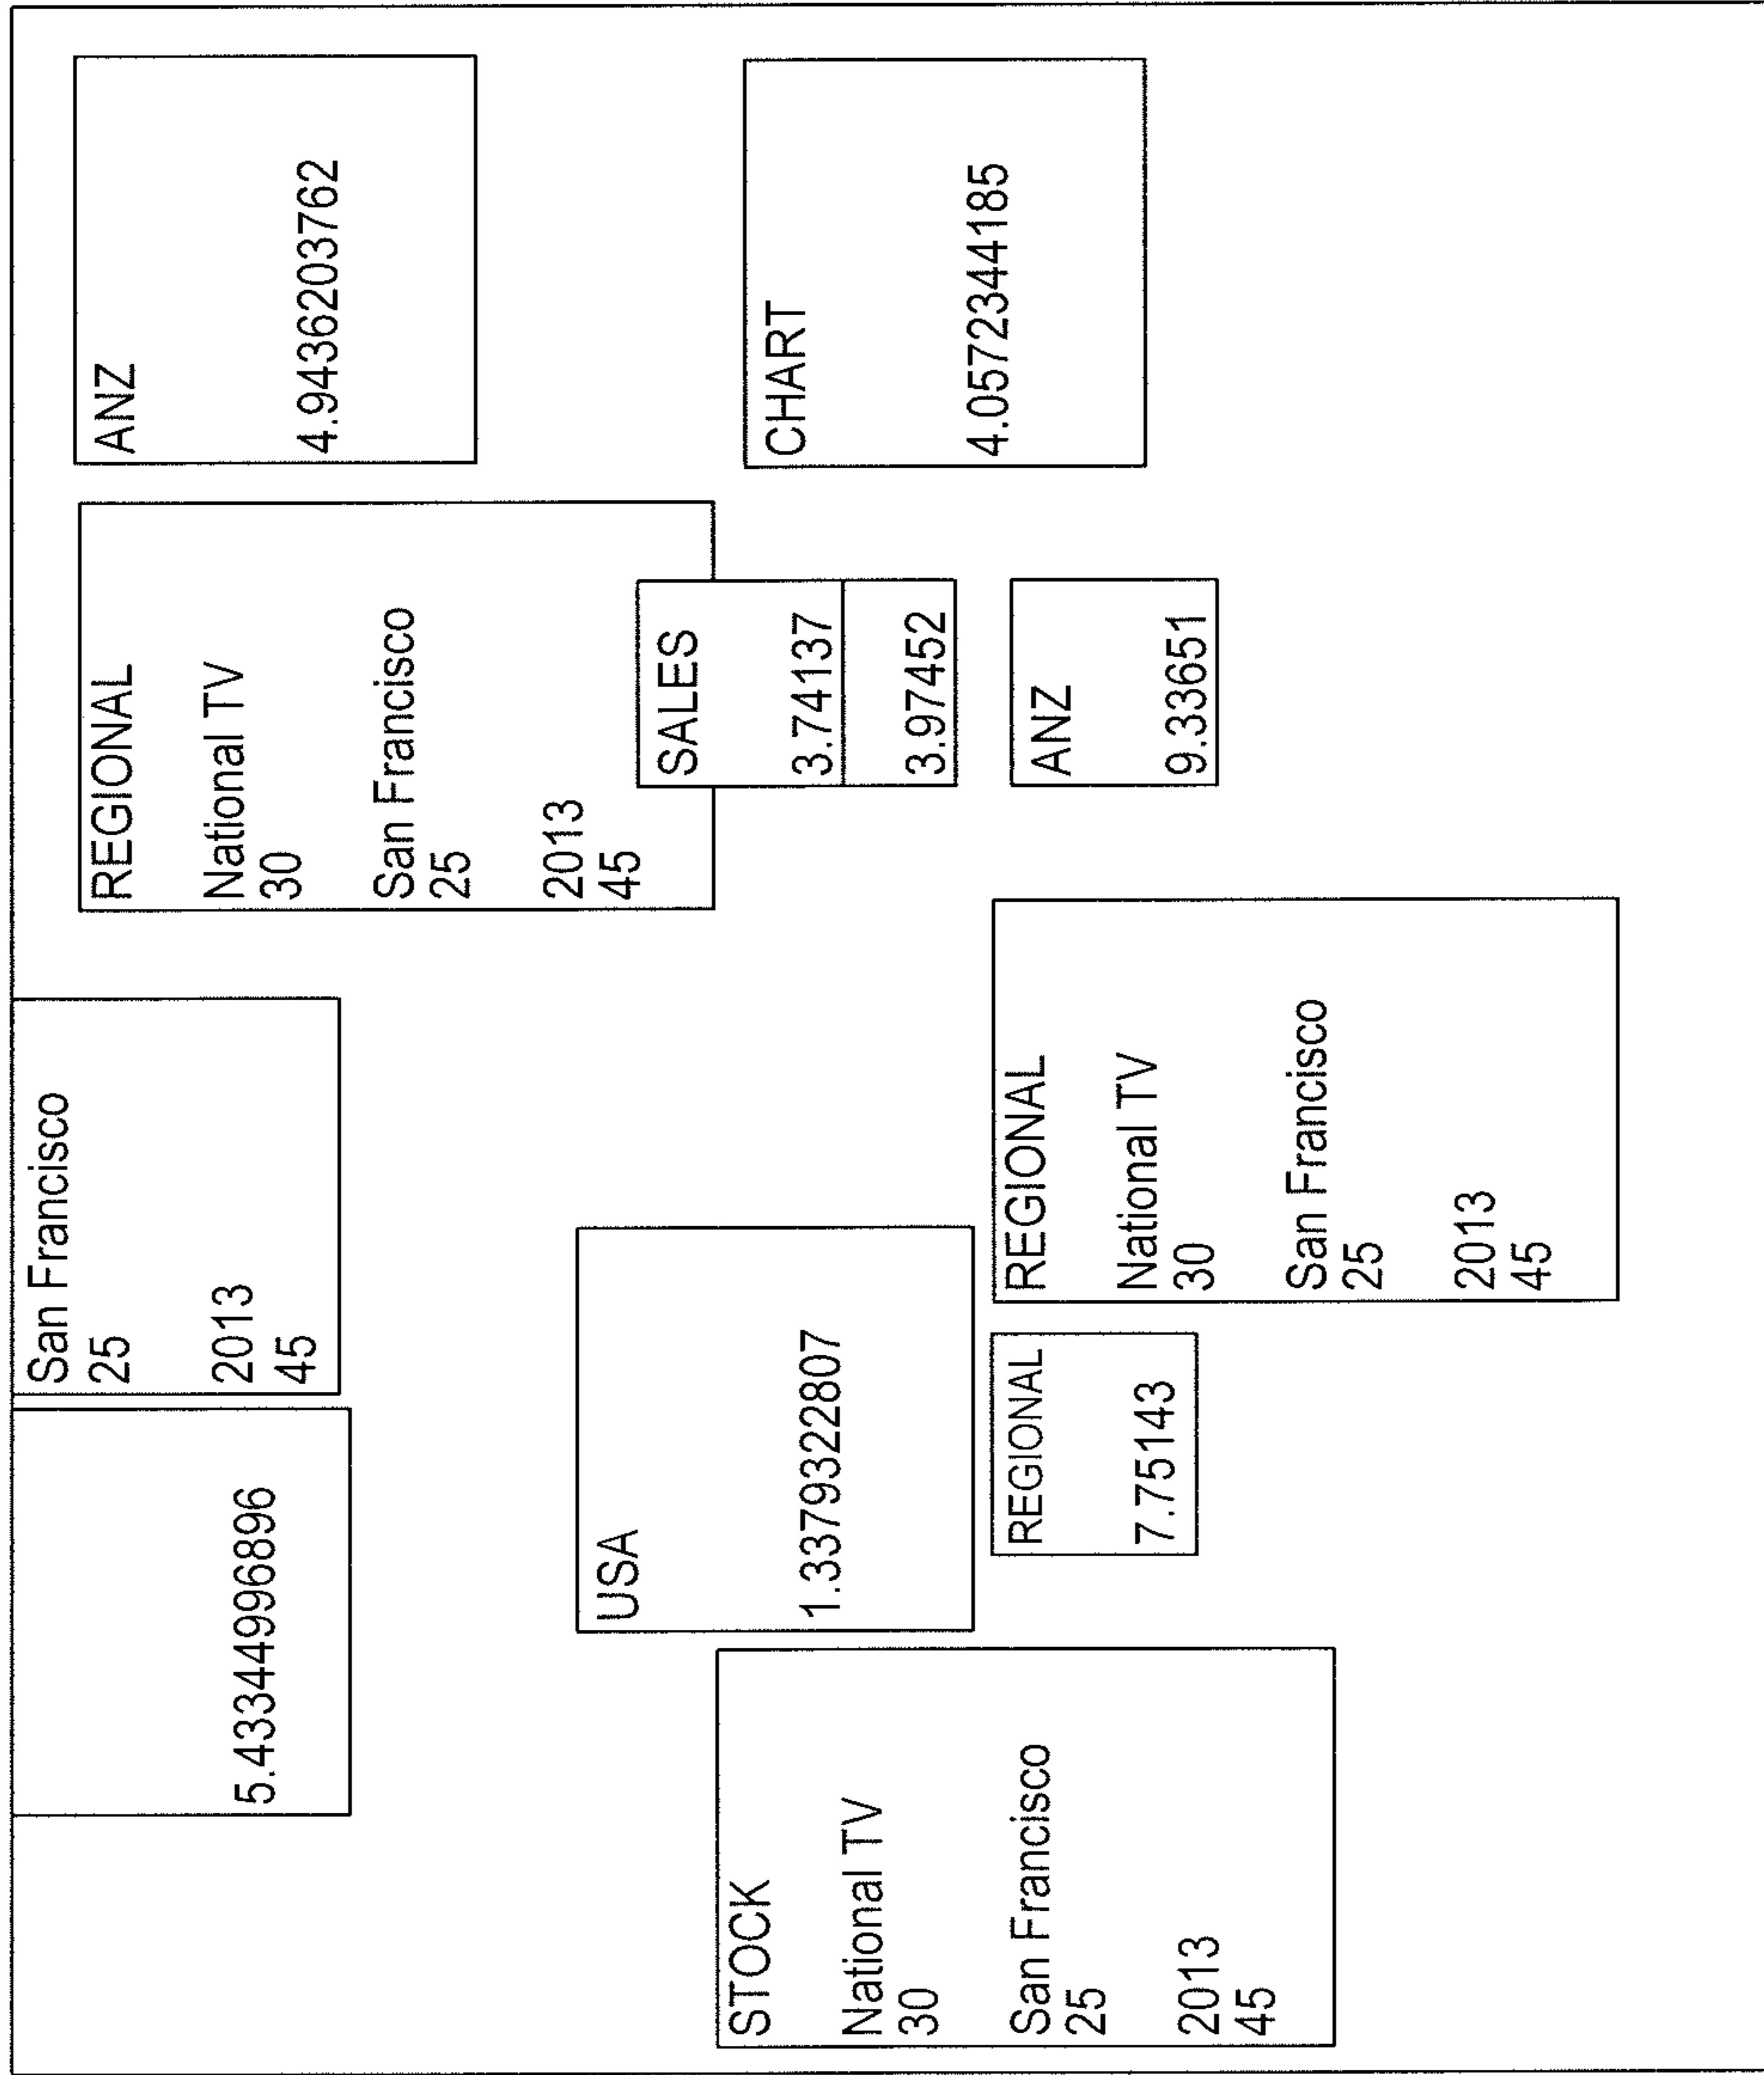 5.4334996896
San Francisco
25
2013
45
REGIONAL
National TV
30
San Francisco
25
2013
45
ANZ
4.9436203762
STOCK
National TV
30
San Francisco
25
2013
45
USA
1.3379322807
SALES
3.74137
3.97452
CHART
4.0572344185
REGIONAL
7.75143
REGIONAL
National TV
30
San Francisco
25
2013
45
ANZ
9.33651